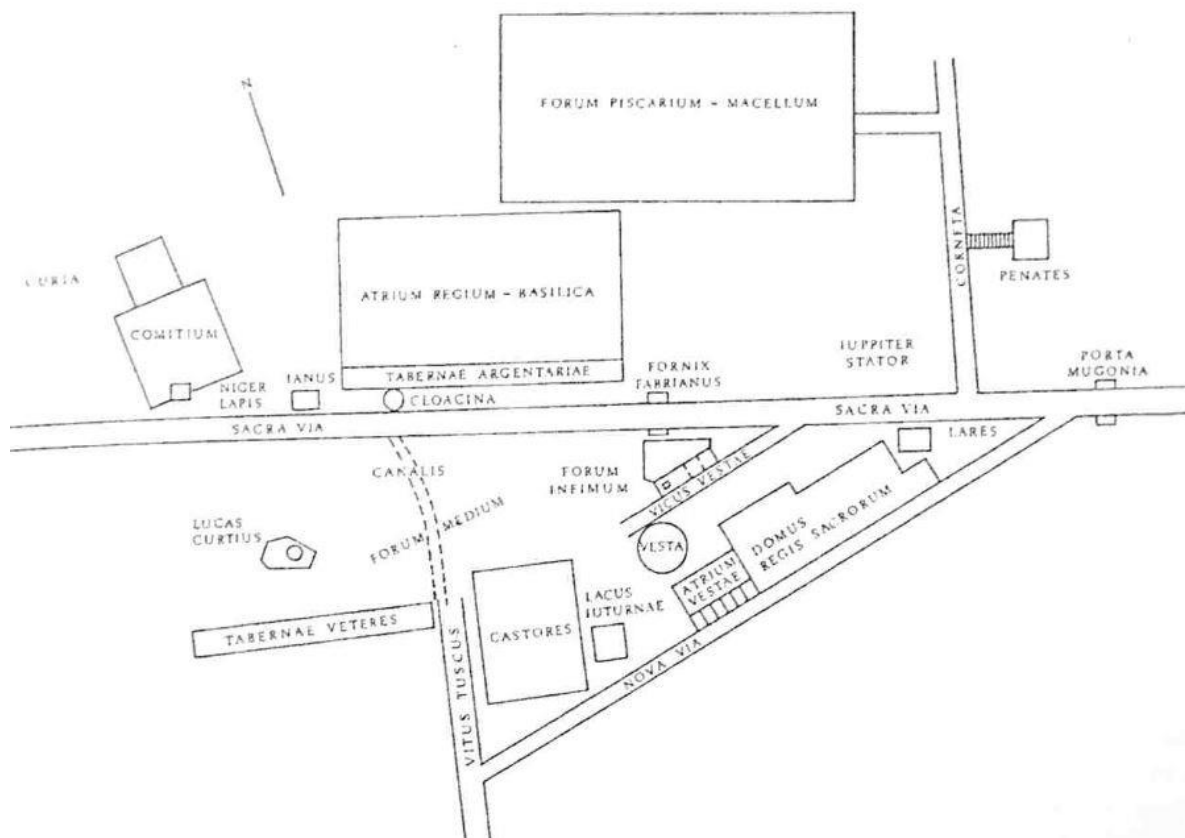 N
FORUM PISCARIUM - MACELLUM
CORNETA
PENATES
CURIA
COMITIUM
ATRIUM REGIUM - BASILICA
TABERNAE ARGENTARIAE
NIGER
LAPIS
IANUS
CLOACINA
FORNIX
FABRIANUS
IUPPITER
STATOR
PORTA
MUGONIA
SACRA VIA
SACRA VIA
LARES
CANALIS
FORUM
INFIMUM
VICUS VESTAE
FORUM MEDIUM
LUCAS
CURTIUS
VESTA
DOMUS
REGIS SACRORUM
ATRIUM
VESTAE
LACUS
IUTURNAE
CASTORES
TABERNAE VETERES
VITUS TUSCUS
NOVA VIA